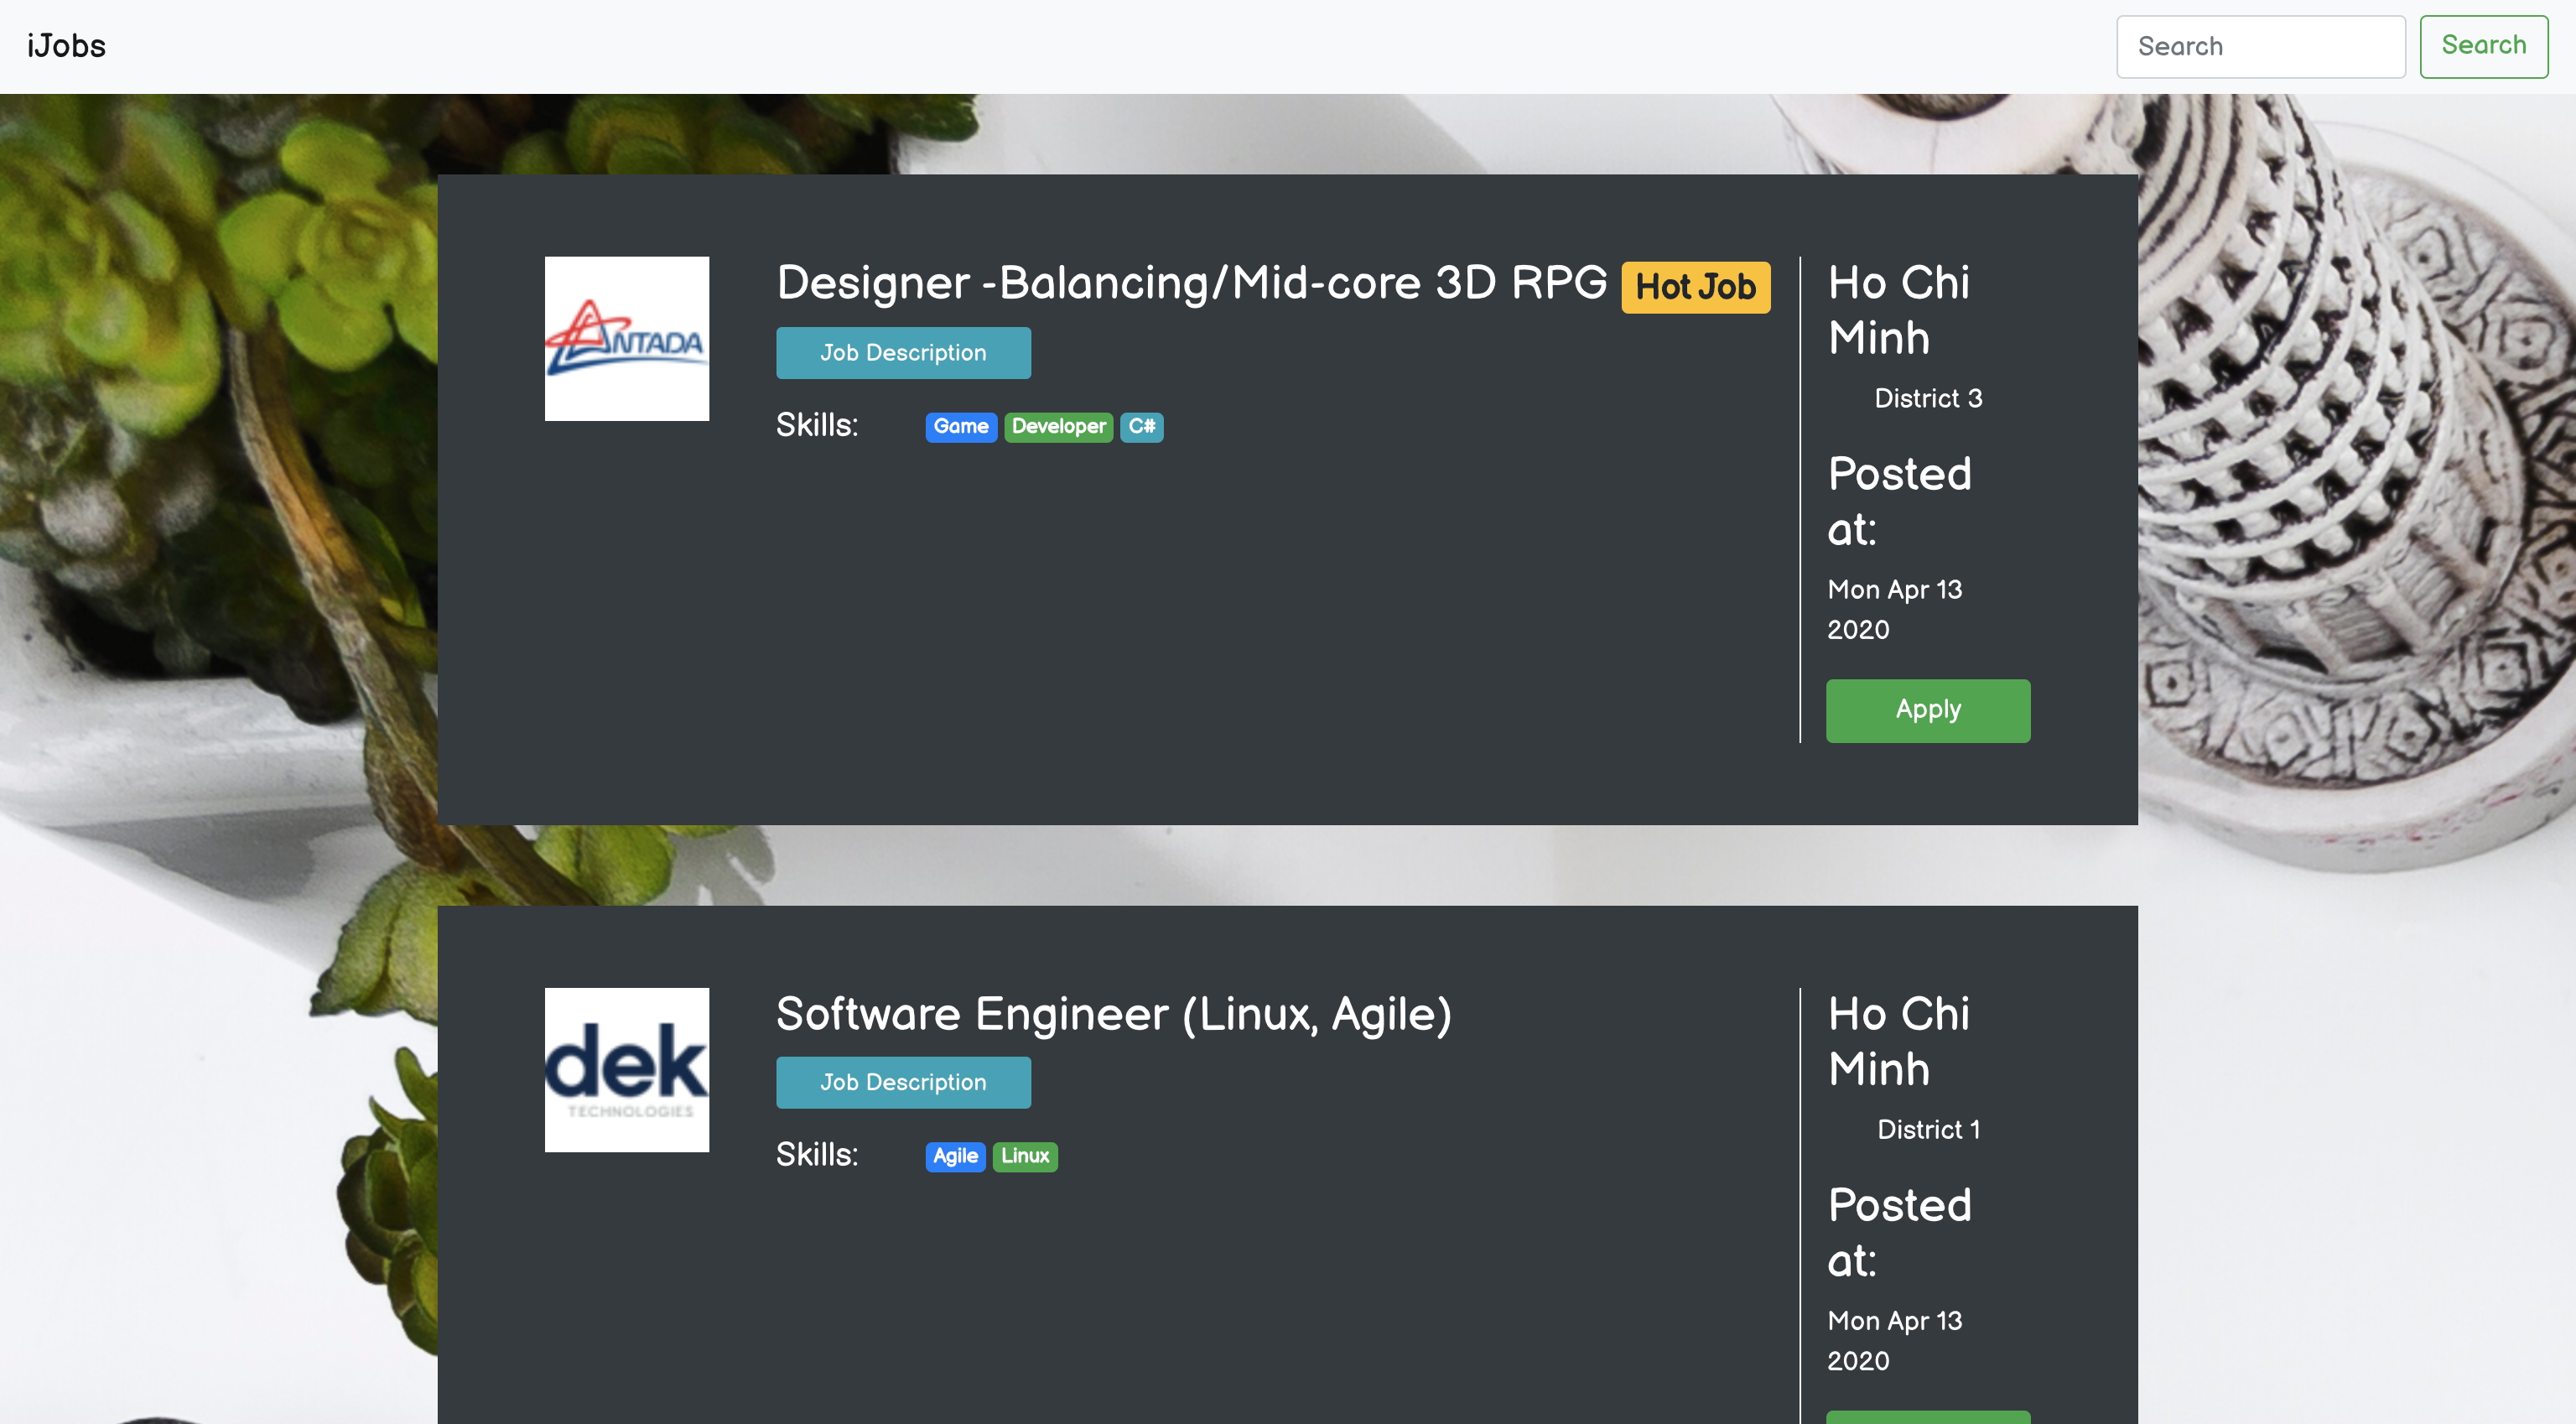 iJobs
Search
Search
ANTADA
Designer -Balancing/Mid-core 3D RPG Hot Job
Job Description
Skills: Game Developer C#
Ho Chi
Minh
District 3
Posted
at:
Mon Apr 13
2020
Apply
dek
TECHNOLOGIES
Software Engineer (Linux, Agile)
Job Description
Skills: Agile Linux
Ho Chi
Minh
District 1
Posted
at:
Mon Apr 13
2020